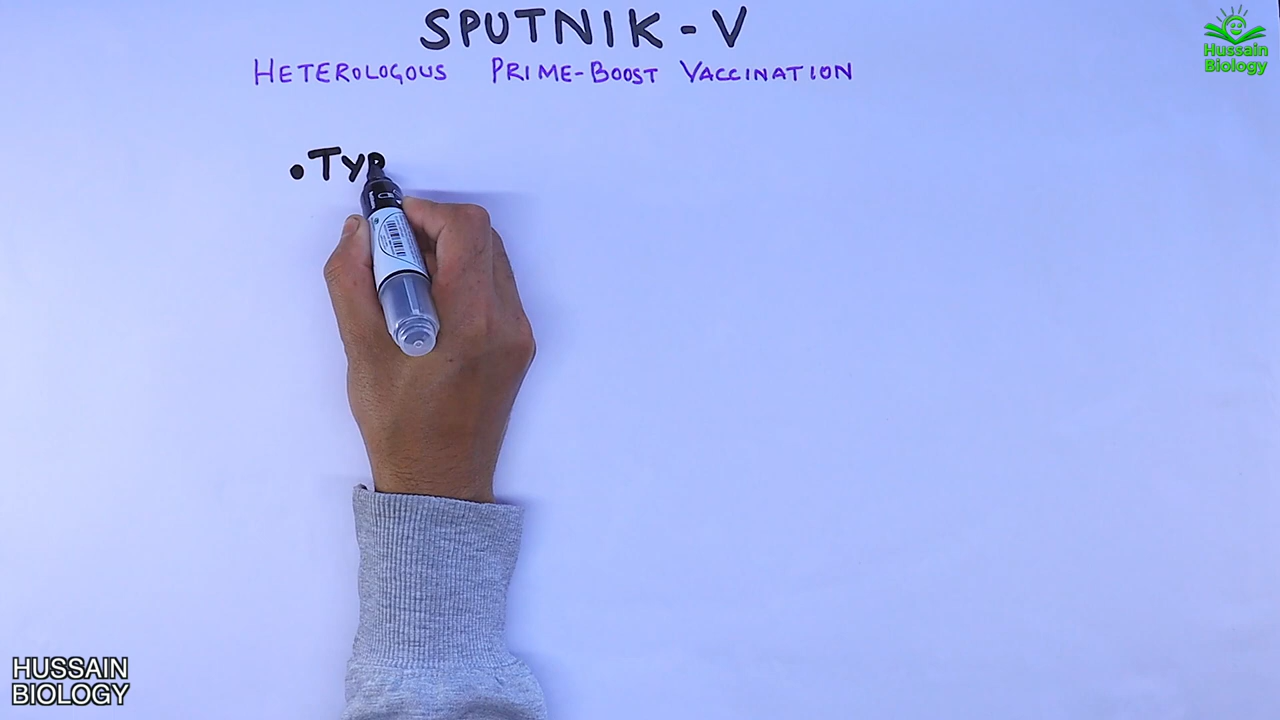 SPUTNIK - V
HETEROLOGOUS PRIME-BOOST VACCINATION
• Typ
Hussain
Biology
HUSSAIN
BIOLOGY